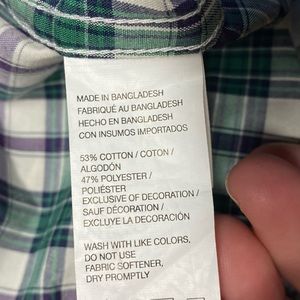 MADE IN BANGLADESH
FABRIQUÉ AU BANGLADESH
HECHO EN BANGLADESH
CON INSUMOS IMPORTADOS
53% COTTON / COTON /
ALGODÓN
47% POLYESTER /
POLIÉSTER
EXCLUSIVE OF DECORATION /
SAUF DÉCORATION /
EXCLUYE LA DECORACIÓN
WASH WITH LIKE COLORS,
DO NOT USE
FABRIC SOFTENER,
DRY PROMPTLY